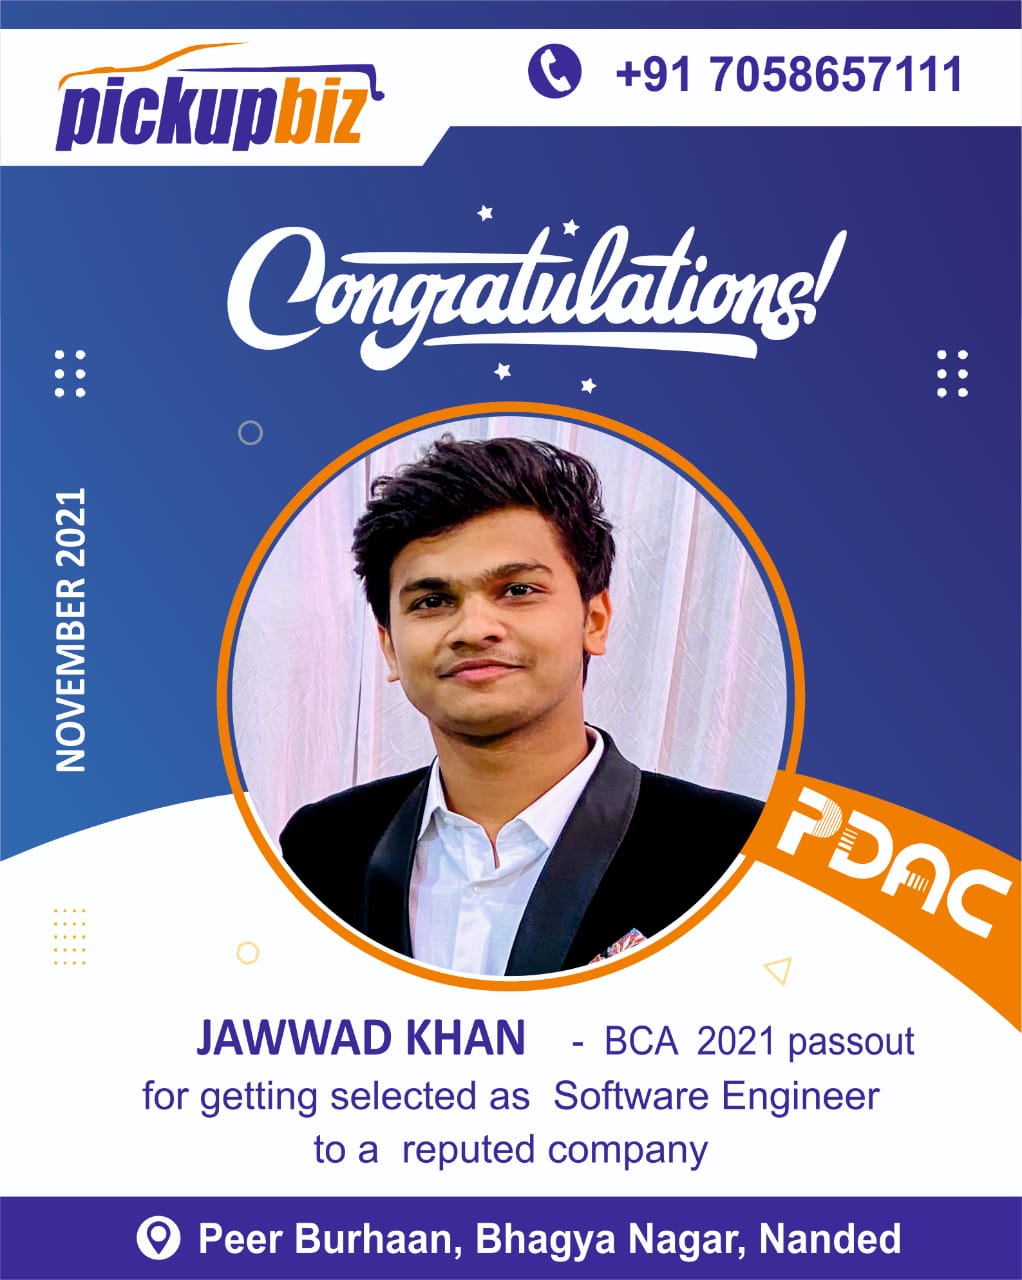 pickupbiz
+91 7058657111
Congratulations!
NOVEMBER 2021
PDAC
JAWWAD KHAN - BCA 2021 passout
for getting selected as Software Engineer
to a reputed company
Peer Burhaan, Bhagya Nagar, Nanded